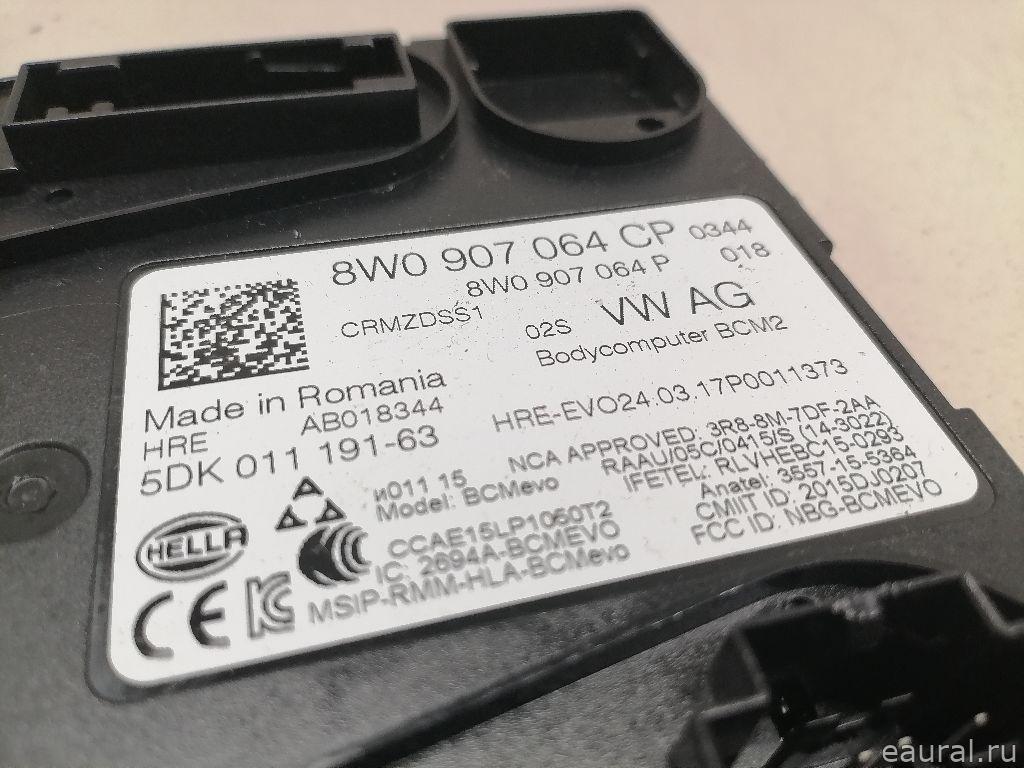 8W0 907 064 CP 0344
8W0 907 064 P 018
CRMZDSS1 02S VW AG
Bodycomputer BCM2
Made in Romania
HRE AB018344 HRE-EVO24.03.17P0011373
5DK 011 191-63
NCA APPROVED: 3R8-8M-7DF-2AA
RAAU/05C/0415/S (14-3022)
IFETEL: RLVHEBC15-0293
Anatel: 3557-15-5364
CMIIT ID: 2015DJ0207
FCC ID: NBG-BCMEVO
и011 15
Model: BCMevo
CCAE15LP1050T2
IC: 2694A-BCMEVO
MSIP-RMM-HLA-BCMevo
HELLA
CE
eaural.ru